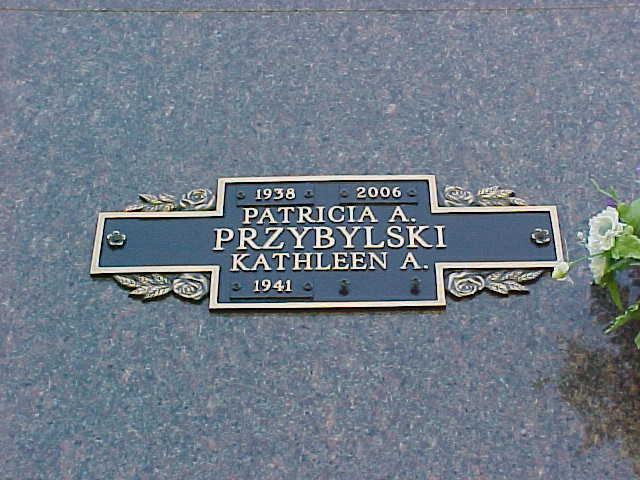 1938 2006
PATRICIA A.
PRZYBYLSKI
KATHLEEN A.
1941